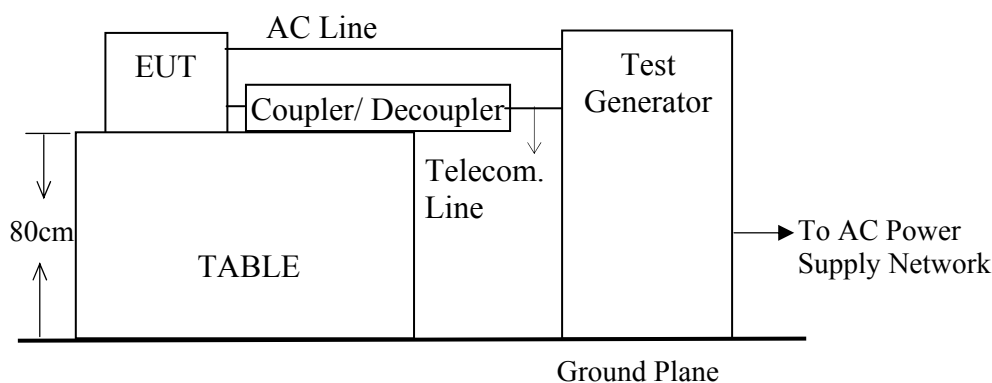 AC Line
EUT
Test
Generator
Coupler/ Decoupler
Telecom.
Line
80cm
TABLE
To AC Power
Supply Network
Ground Plane